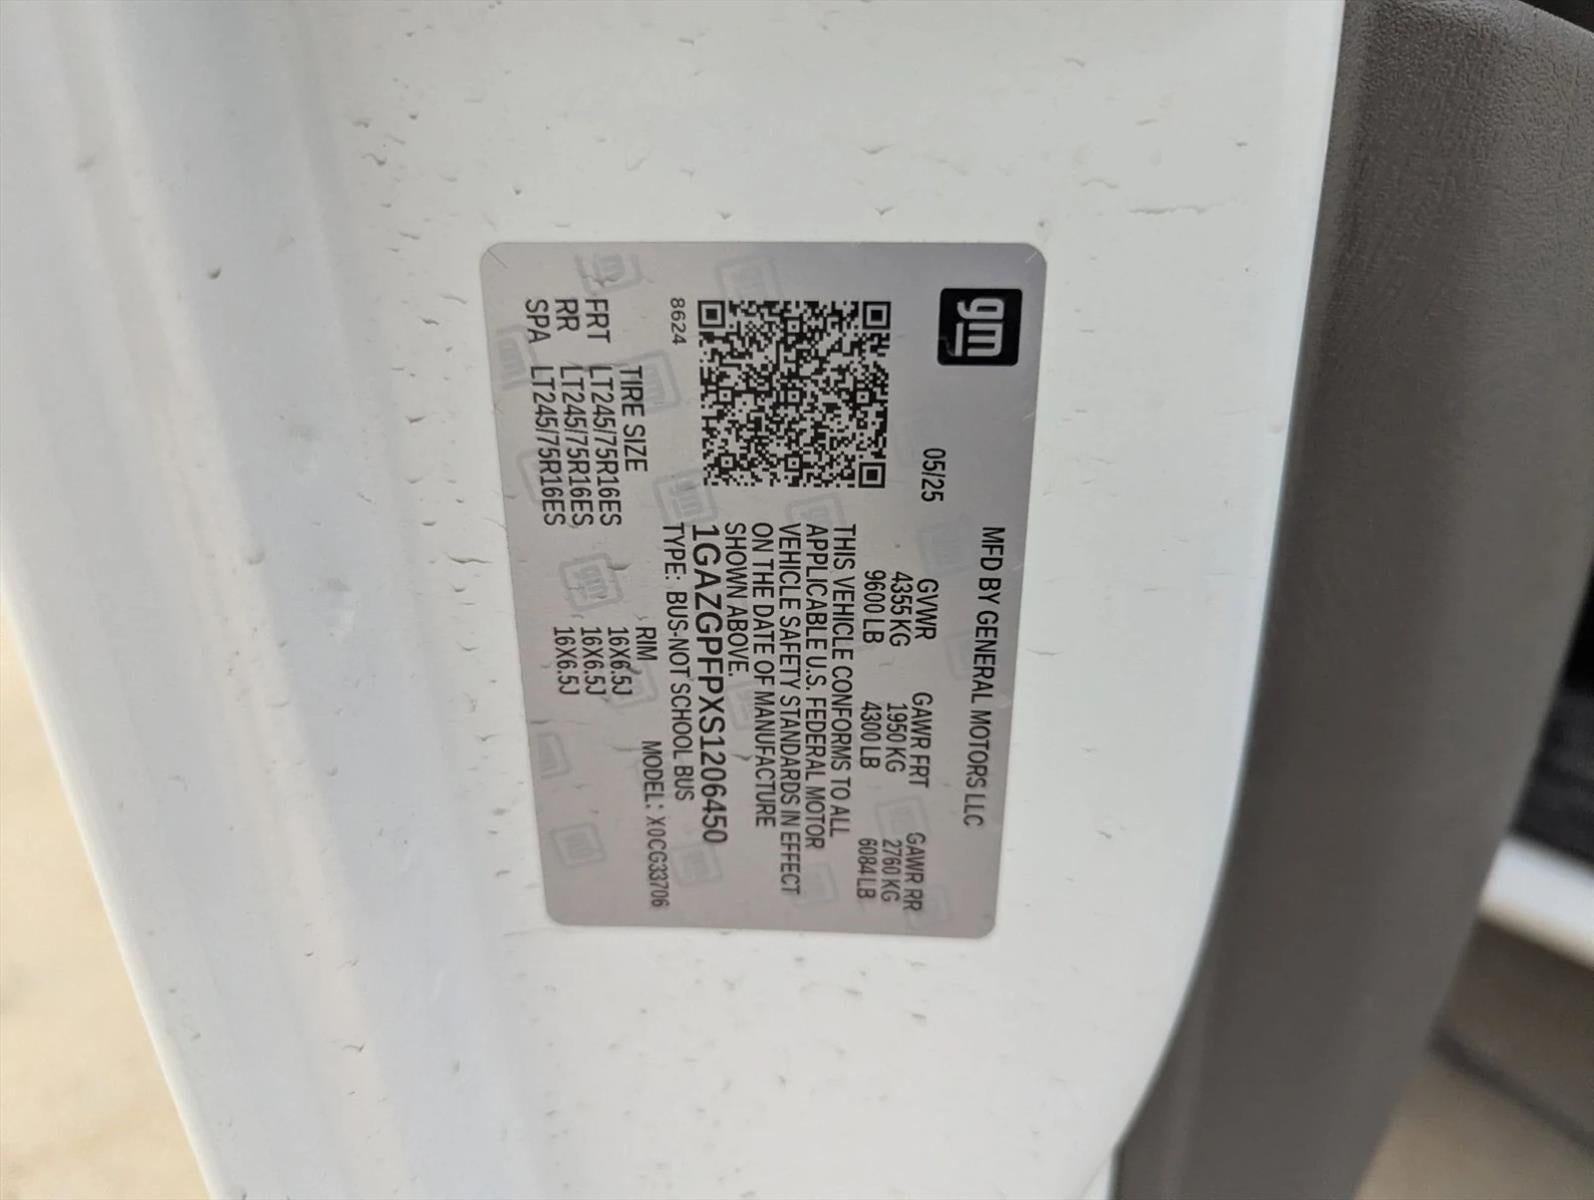 gm
MFD BY GENERAL MOTORS LLC
05/25
GVWR GAWR FRT GAWR RR
4355 KG 1950 KG 2760 KG
9600 LB 4300 LB 6084 LB
THIS VEHICLE CONFORMS TO ALL
APPLICABLE U.S. FEDERAL MOTOR
VEHICLE SAFETY STANDARDS IN EFFECT
ON THE DATE OF MANUFACTURE
SHOWN ABOVE.
1GAZGPFPXS1206450
8624
TYPE: BUS-NOT SCHOOL BUS
TIRE SIZE RIM MODEL: X0CG33706
FRT LT245/75R16ES 16X6.5J
RR LT245/75R16ES 16X6.5J
SPA LT245/75R16ES 16X6.5J